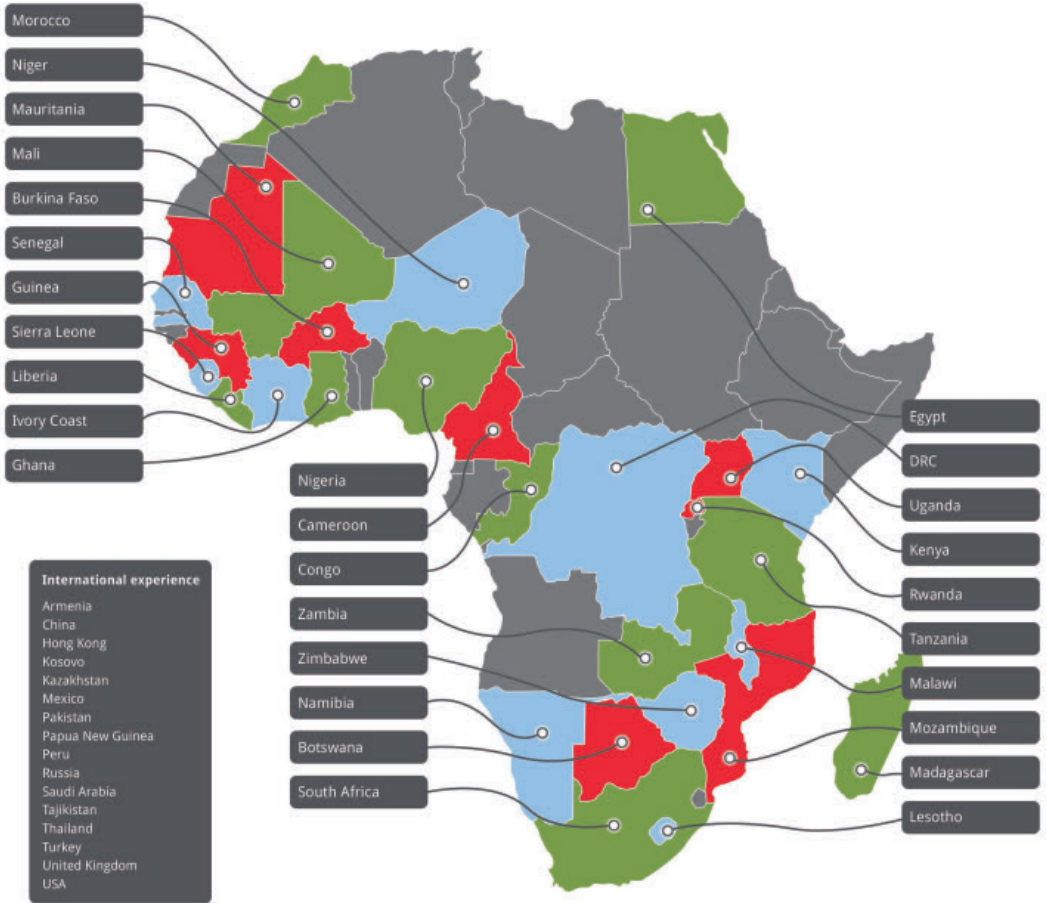 Morocco
Niger
Mauritania
Mali
Burkina Faso
Senegal
Guinea
Sierra Leone
Liberia
Ivory Coast
Ghana
Nigeria
Cameroon
Congo
Zambia
Zimbabwe
Namibia
Botswana
South Africa
Egypt
DRC
Uganda
Kenya
Rwanda
Tanzania
Malawi
Mozambique
Madagascar
Lesotho
International experience
Armenia
China
Hong Kong
Kosovo
Kazakhstan
Mexico
Pakistan
Papua New Guinea
Peru
Russia
Saudi Arabia
Tajikistan
Thailand
Turkey
United Kingdom
USA